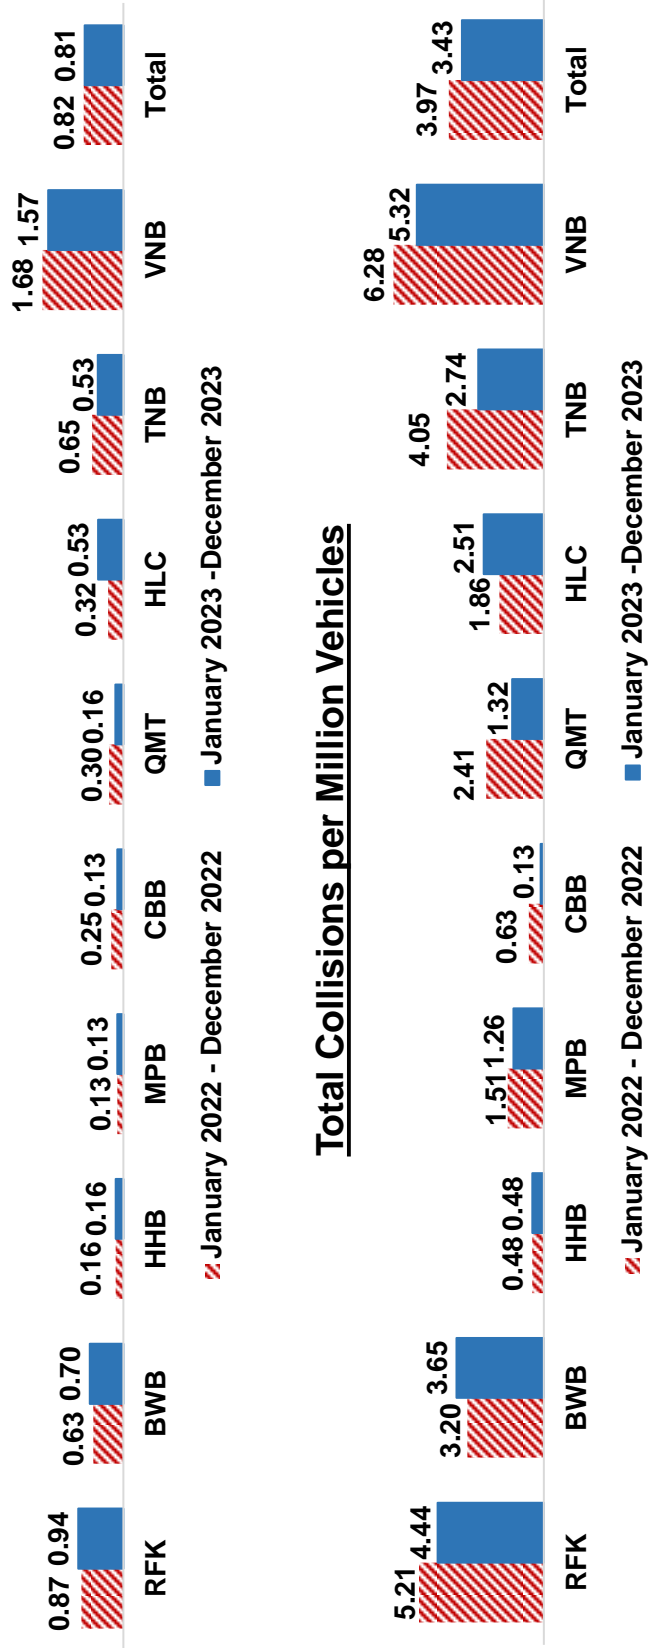 0.87 0.94 0.63 0.70 0.16 0.16 0.13 0.13 0.25 0.13 0.30 0.16 0.32 0.53 0.65 0.53 1.68 1.57 0.82 0.81
RFK BWB HHB MPB CBB QMT HLC TNB VNB Total
January 2022 - December 2022 January 2023 -December 2023
Total Collisions per Million Vehicles
5.21 4.44 3.20 3.65 0.48 0.48 1.51 1.26 0.63 0.13 2.41 1.32 1.86 2.51 4.05 2.74 6.28 5.32 3.97 3.43
RFK BWB HHB MPB CBB QMT HLC TNB VNB Total
January 2022 - December 2022 January 2023 -December 2023